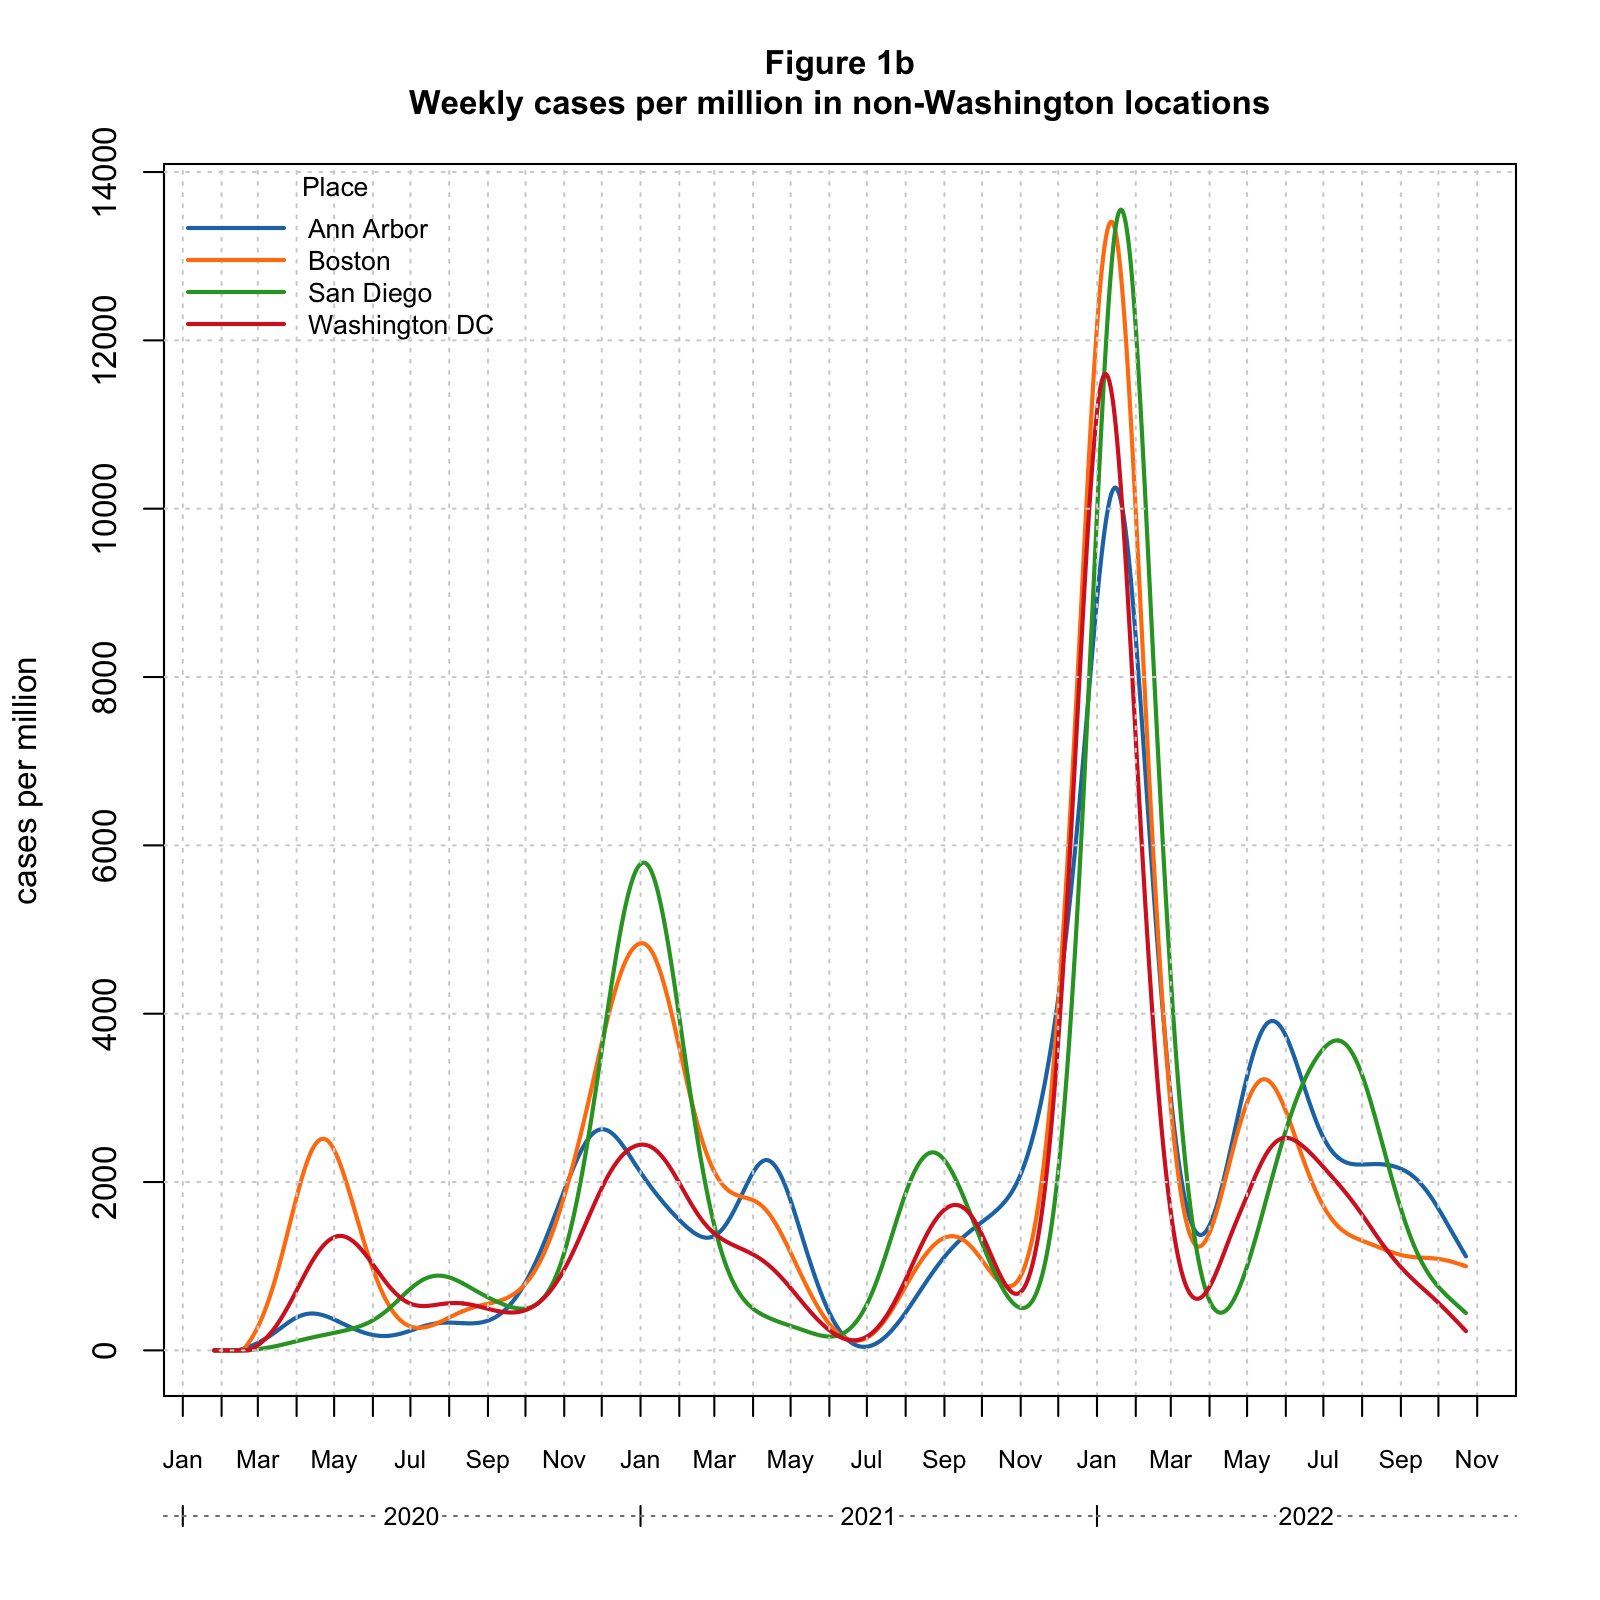 Figure 1b
Weekly cases per million in non-Washington locations
Place
Ann Arbor
Boston
San Diego
Washington DC
cases per million
14000
12000
10000
8000
6000
4000
2000
0
Jan Mar May Jul Sep Nov Jan Mar May Jul Sep Nov Jan Mar May Jul Sep Nov
2020 2021 2022